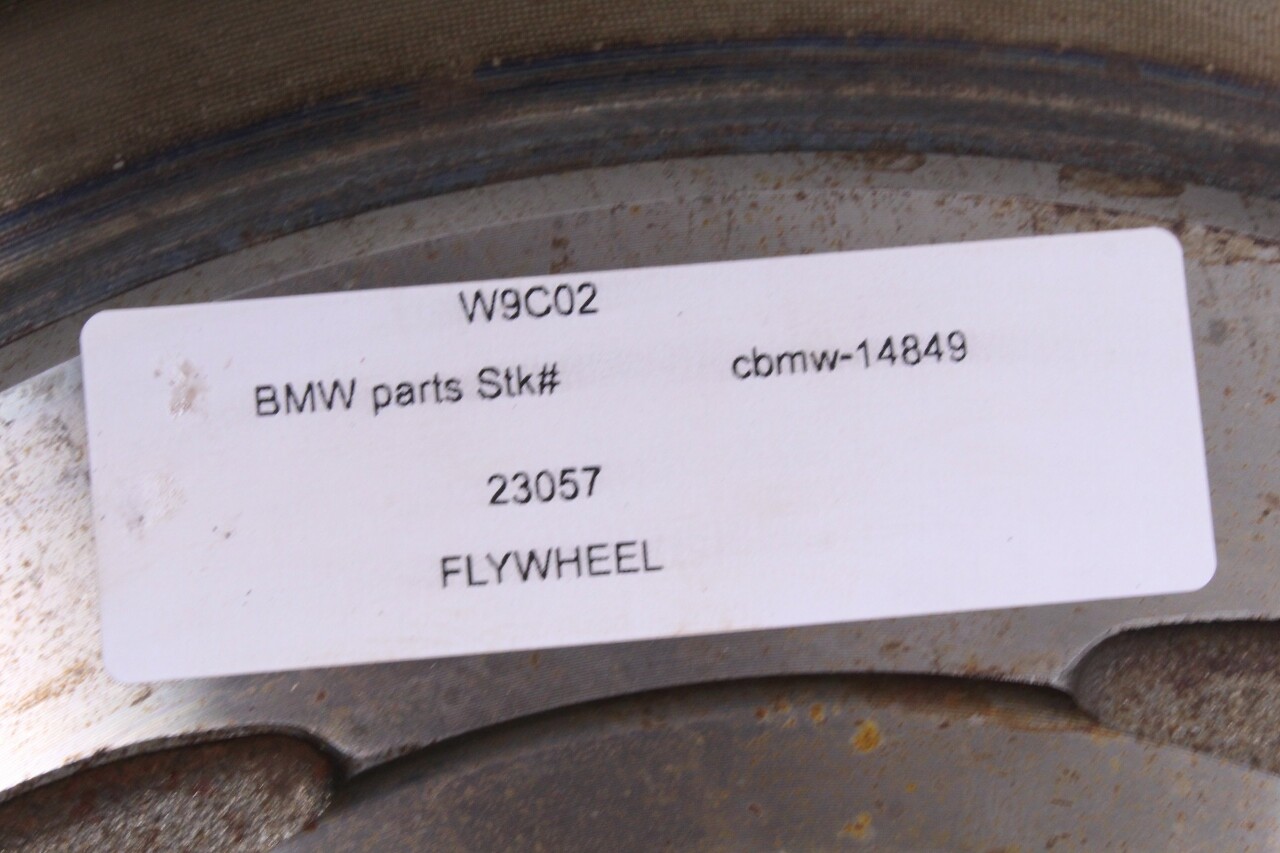 W9C02
BMW parts Stk# cbmw-14849
23057
FLYWHEEL